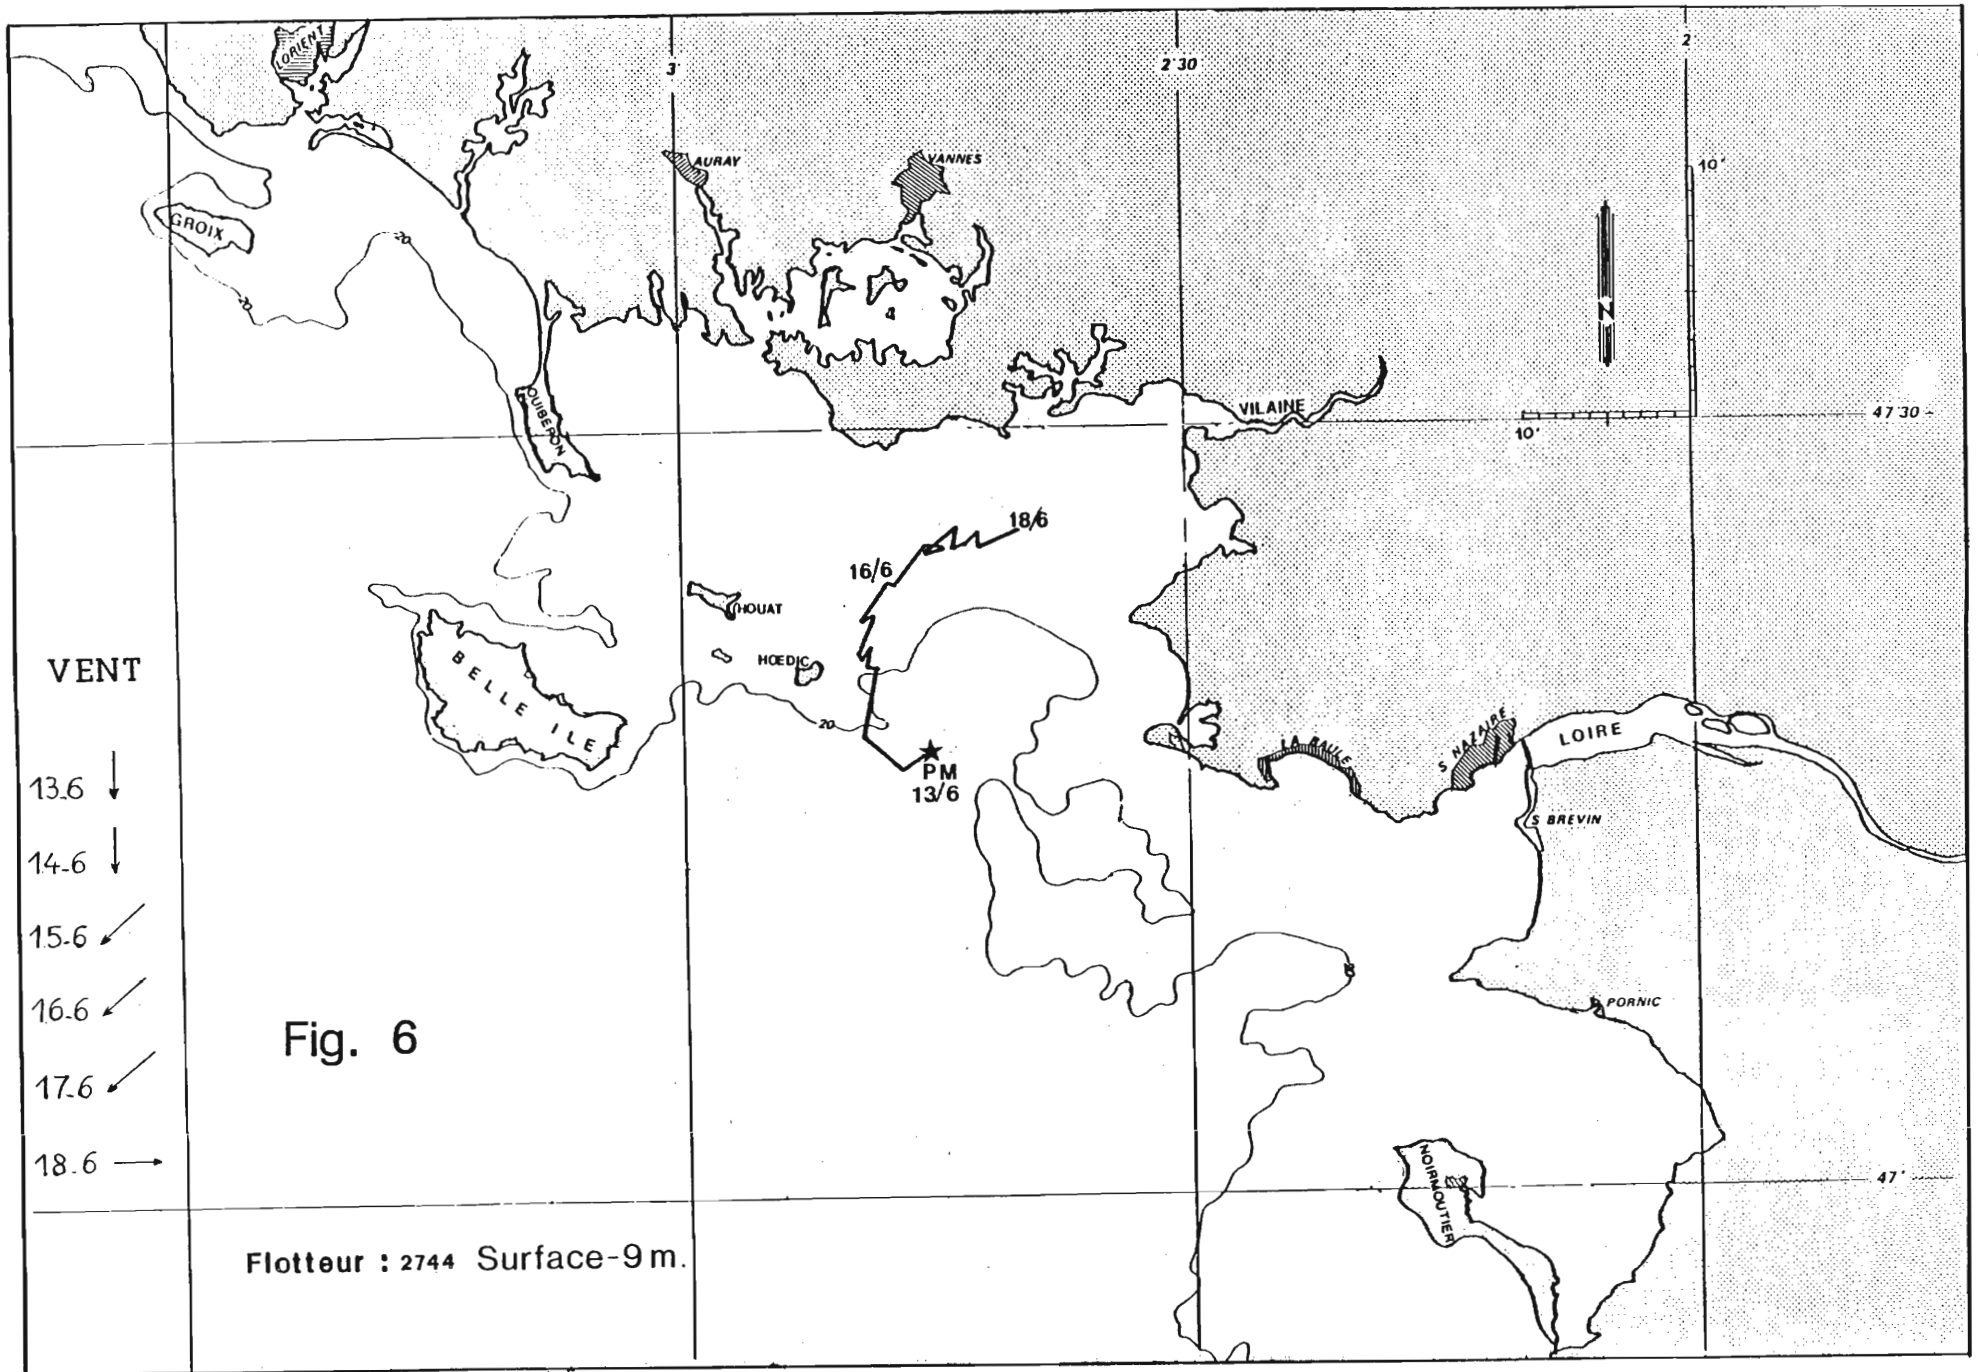 LORIENT
3
2°30
2
AURAY
VANNES
10'
GROIX
20
20
QUIBERON
VILAINE
47°30
10'
N
18/6
16/6
HOUAT
HŒDIC
VENT
BELLE ILE
20
PM
13/6
LA BAULE
S NAZAIRE
LOIRE
S BREVIN
13.6
14.6
15.6
16.6
17.6
18.6
PORNIC
Fig. 6
NOIRMOUTIER
47°
Flotteur : 2744 Surface-9m.